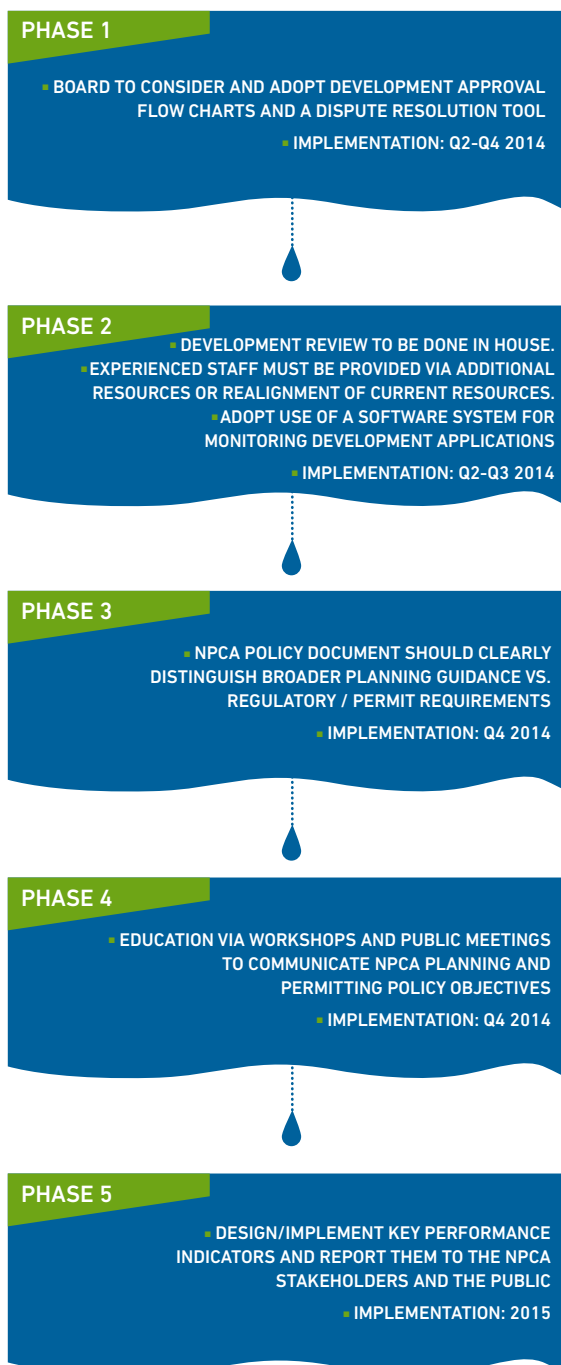 PHASE 1
▪ BOARD TO CONSIDER AND ADOPT DEVELOPMENT APPROVAL
FLOW CHARTS AND A DISPUTE RESOLUTION TOOL
▪ IMPLEMENTATION: Q2-Q4 2014
PHASE 2
▪ DEVELOPMENT REVIEW TO BE DONE IN HOUSE.
▪ EXPERIENCED STAFF MUST BE PROVIDED VIA ADDITIONAL
RESOURCES OR REALIGNMENT OF CURRENT RESOURCES.
▪ ADOPT USE OF A SOFTWARE SYSTEM FOR
MONITORING DEVELOPMENT APPLICATIONS
▪ IMPLEMENTATION: Q2-Q3 2014
PHASE 3
▪ NPCA POLICY DOCUMENT SHOULD CLEARLY
DISTINGUISH BROADER PLANNING GUIDANCE VS.
REGULATORY / PERMIT REQUIREMENTS
▪ IMPLEMENTATION: Q4 2014
PHASE 4
▪ EDUCATION VIA WORKSHOPS AND PUBLIC MEETINGS
TO COMMUNICATE NPCA PLANNING AND
PERMITTING POLICY OBJECTIVES
▪ IMPLEMENTATION: Q4 2014
PHASE 5
▪ DESIGN/IMPLEMENT KEY PERFORMANCE
INDICATORS AND REPORT THEM TO THE NPCA
STAKEHOLDERS AND THE PUBLIC
▪ IMPLEMENTATION: 2015